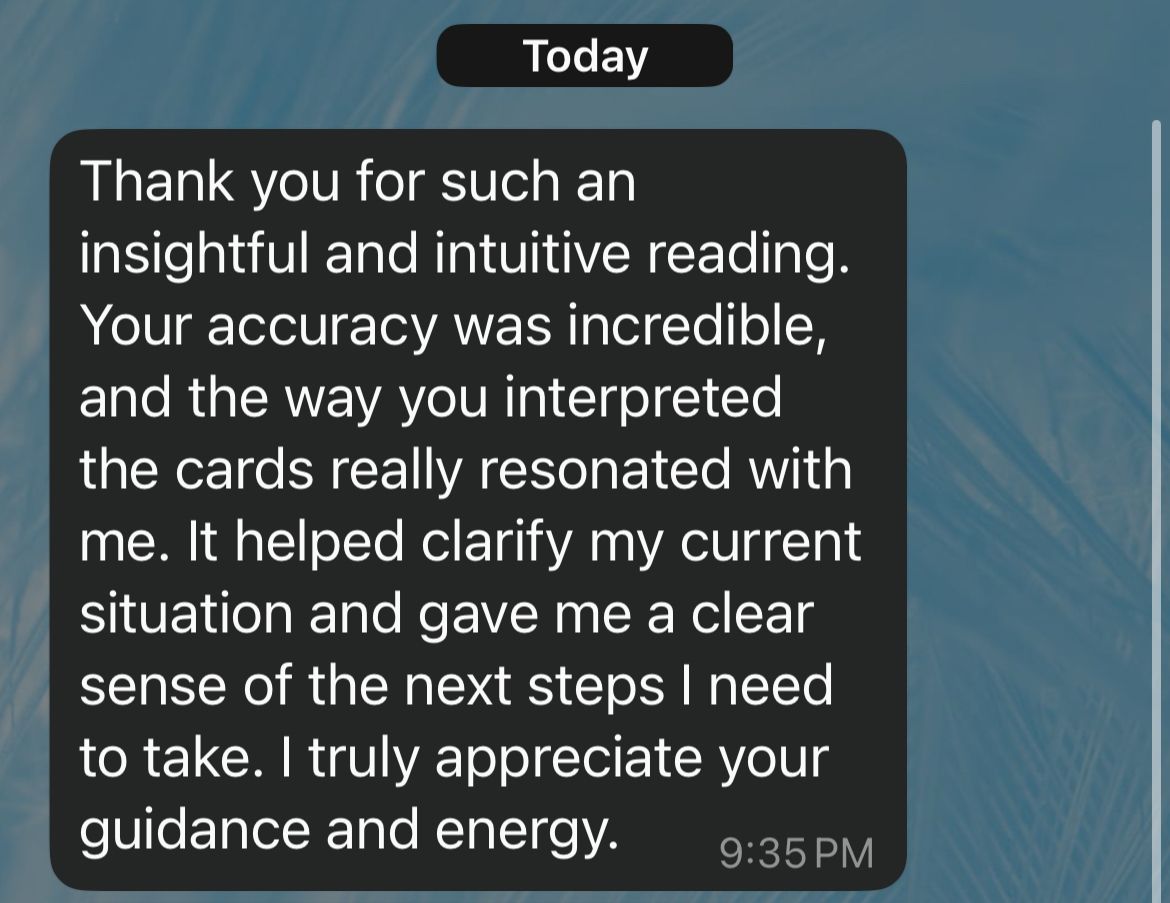 Today
Thank you for such an
insightful and intuitive reading.
Your accuracy was incredible,
and the way you interpreted
the cards really resonated with
me. It helped clarify my current
situation and gave me a clear
sense of the next steps I need
to take. I truly appreciate your
guidance and energy.
9:35 PM